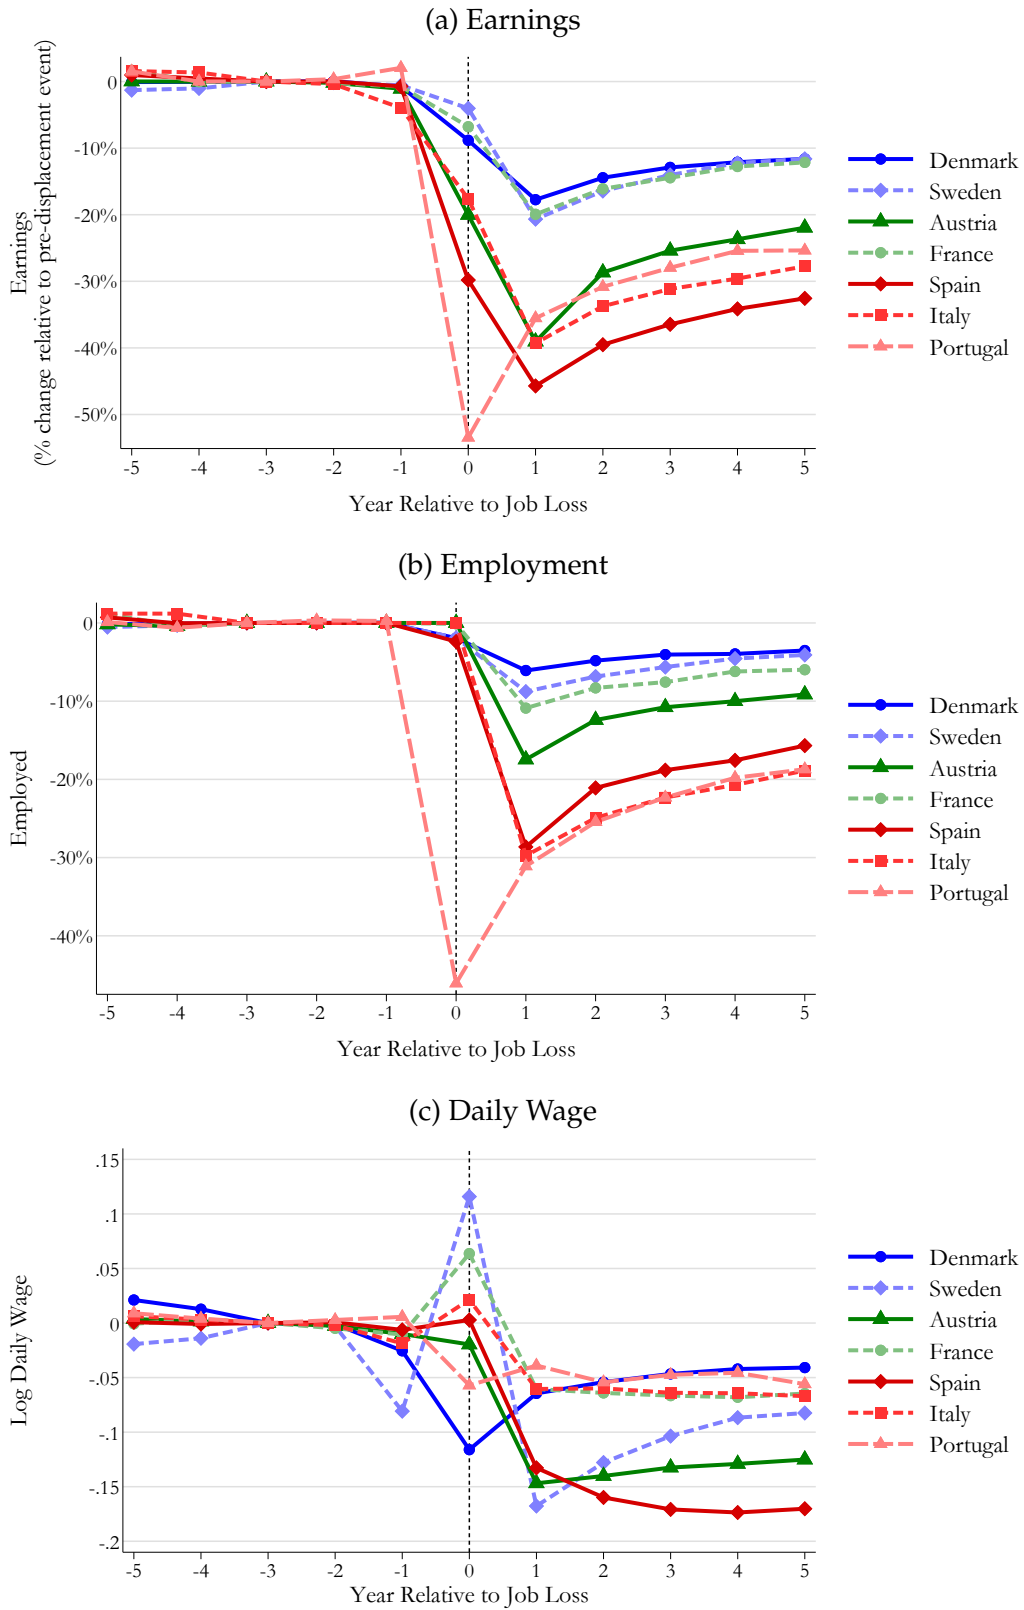 (a) Earnings
Earnings
(% change relative to pre-displacement event)
0
-10%
-20%
-30%
-40%
-50%
-5 -4 -3 -2 -1 0 1 2 3 4 5
Year Relative to Job Loss
Denmark
Sweden
Austria
France
Spain
Italy
Portugal
(b) Employment
Employed
0
-10%
-20%
-30%
-40%
-5 -4 -3 -2 -1 0 1 2 3 4 5
Year Relative to Job Loss
Denmark
Sweden
Austria
France
Spain
Italy
Portugal
(c) Daily Wage
Log Daily Wage
.15
.1
.05
0
-.05
-.1
-.15
-.2
-5 -4 -3 -2 -1 0 1 2 3 4 5
Year Relative to Job Loss
Denmark
Sweden
Austria
France
Spain
Italy
Portugal